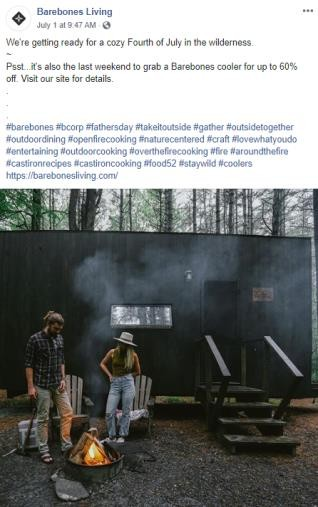 Barebones Living
July 1 at 9:47 AM ·
We're getting ready for a cozy Fourth of July in the wilderness.
~
Psst...it's also the last weekend to grab a Barebones cooler for up to 60%
off. Visit our site for details.
.
.
.
#barebones #bcorp #fathersday #takeitoutside #gather #outsidetogether
#outdoordining #openfirecooking #naturecentered #craft #lovewhatyoudo
#entertaining #outdoorcooking #overthefirecooking #fire #aroundthefire
#castironrecipes #castironcooking #food52 #staywild #coolers
https://barebonesliving.com/